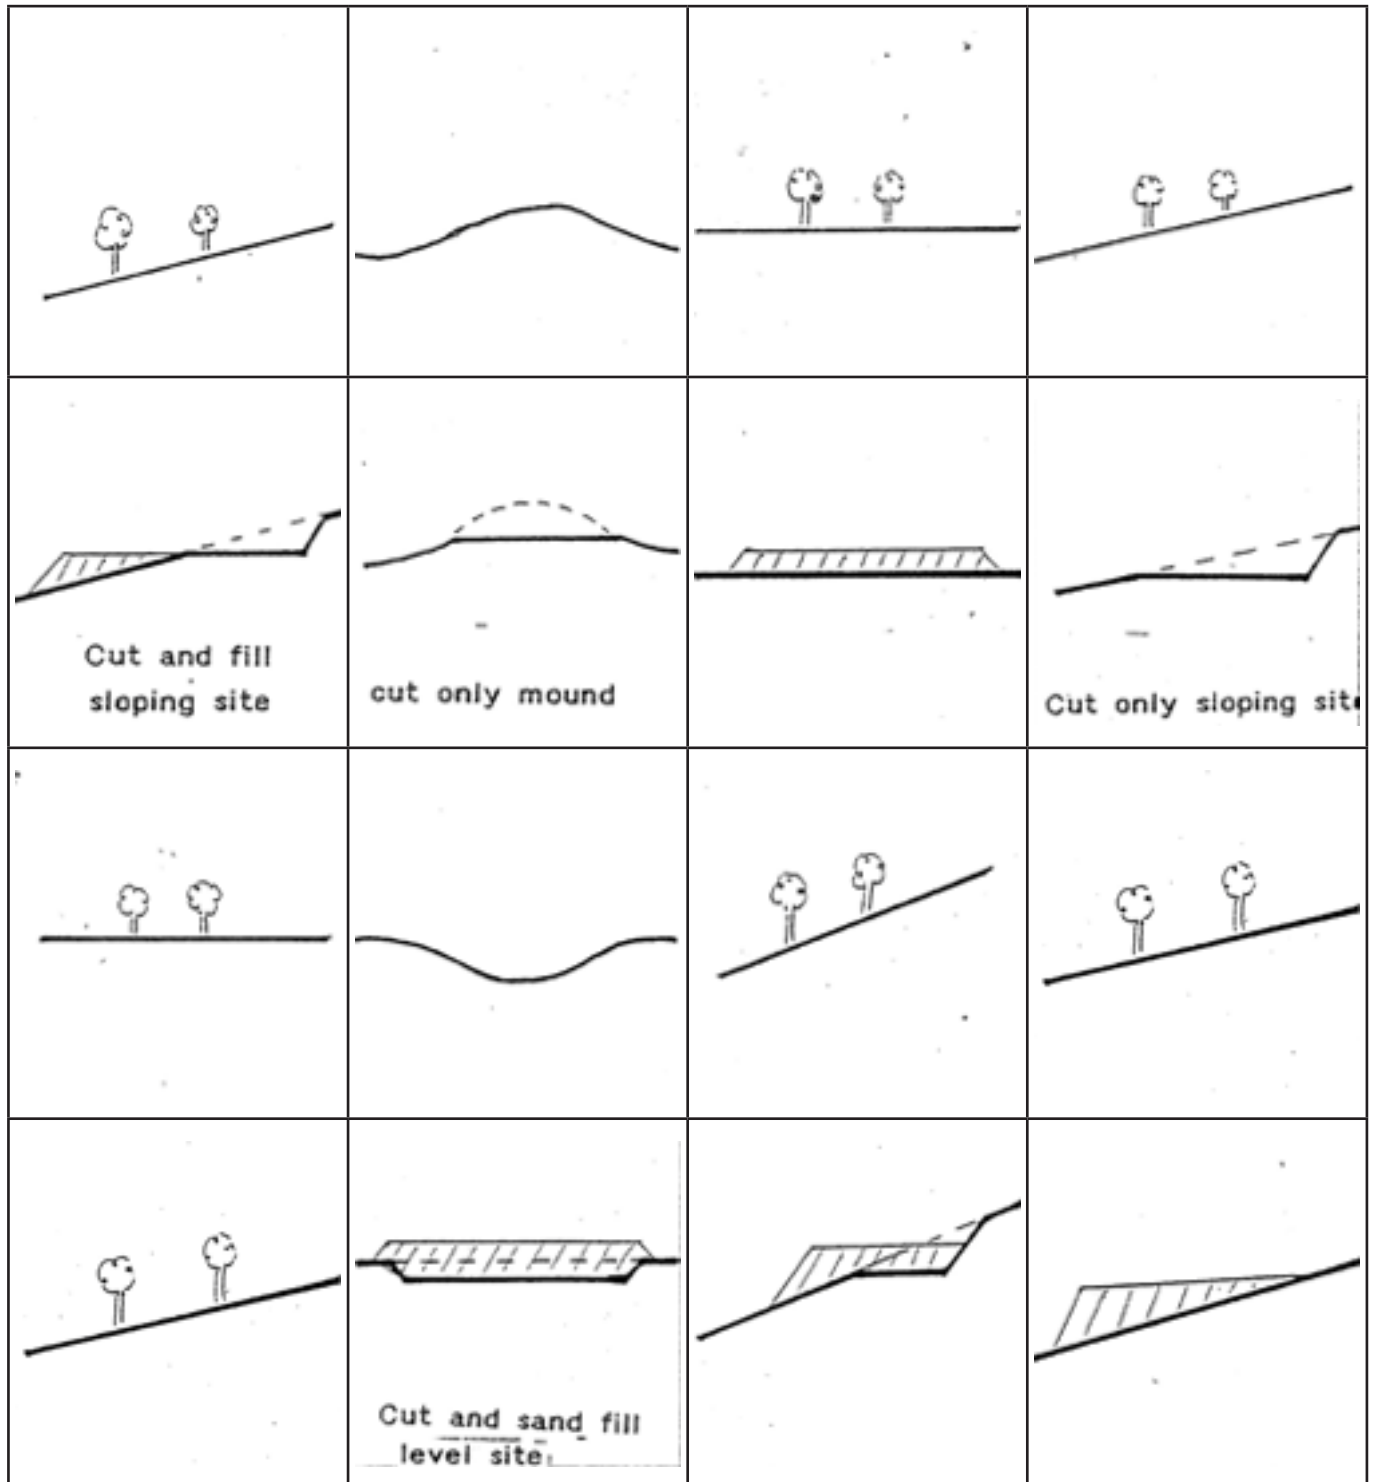 Cut and fill
sloping site
cut only mound
Cut only sloping site
Cut and sand fill
level site